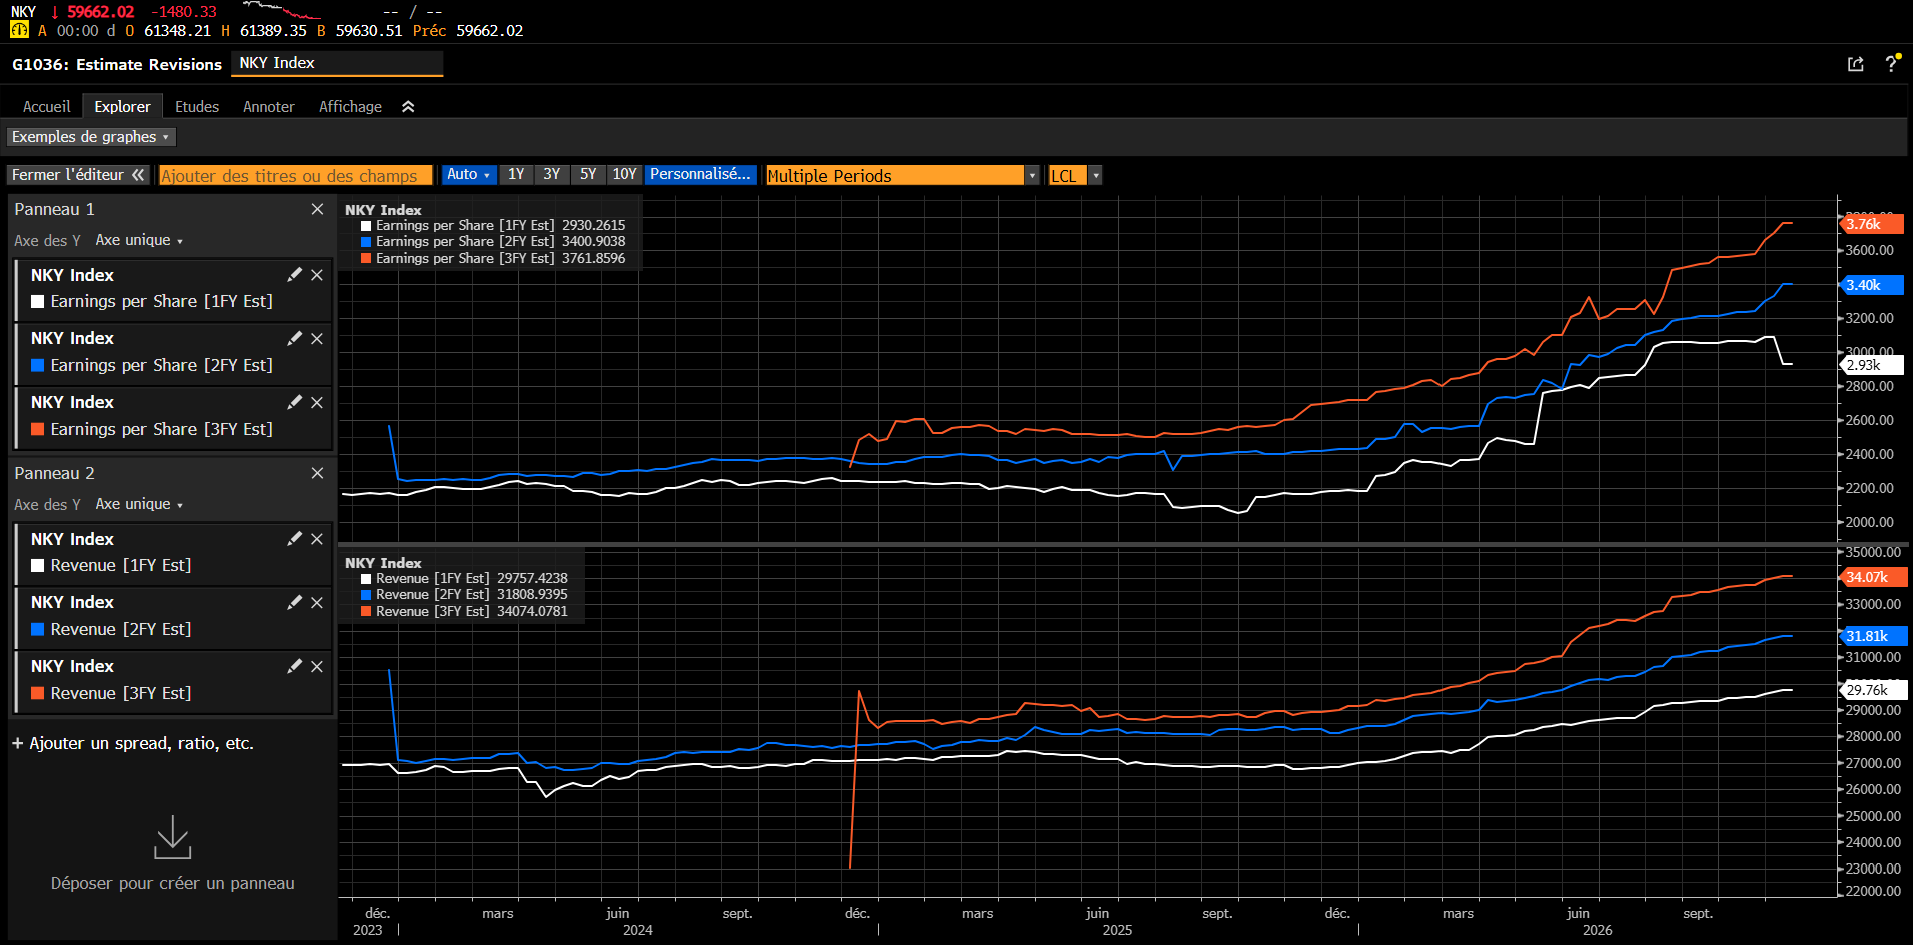 NKY ↓ 59662.02 -1480.33 -- / --
A 00:00 d O 61348.21 H 61389.35 B 59630.51 Préc 59662.02
G1036: Estimate Revisions NKY Index
Accueil Explorer Etudes Annoter Affichage
Exemples de graphes
Fermer l'éditeur « Ajouter des titres ou des champs Auto 1Y 3Y 5Y 10Y Personnalisé... Multiple Periods LCL
Panneau 1
Axe des Y Axe unique
NKY Index
Earnings per Share [1FY Est]
NKY Index
Earnings per Share [2FY Est]
NKY Index
Earnings per Share [3FY Est]
Panneau 2
Axe des Y Axe unique
NKY Index
Revenue [1FY Est]
NKY Index
Revenue [2FY Est]
NKY Index
Revenue [3FY Est]
+ Ajouter un spread, ratio, etc.
Déposer pour créer un panneau
NKY Index
Earnings per Share [1FY Est] 2930.2615
Earnings per Share [2FY Est] 3400.9038
Earnings per Share [3FY Est] 3761.8596
3.76k
3600.00
3.40k
3200.00
3000.00
2.93k
2800.00
2600.00
2400.00
2200.00
2000.00
NKY Index
Revenue [1FY Est] 29757.4238
Revenue [2FY Est] 31808.9395
Revenue [3FY Est] 34074.0781
35000.00
34.07k
33000.00
31.81k
31000.00
29.76k
29000.00
28000.00
27000.00
26000.00
25000.00
24000.00
23000.00
22000.00
déc. mars juin sept. déc. mars juin sept. déc. mars juin sept.
2023 2024 2025 2026